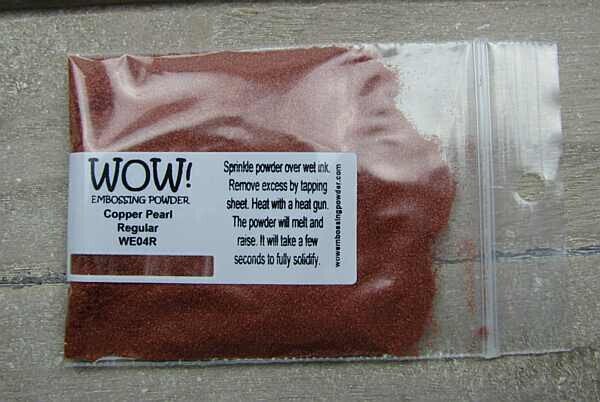 WOW!
EMBOSSING POWDER
Copper Pearl
Regular
WE04R
Sprinkle powder over wet ink.
Remove excess by tapping
sheet. Heat with a heat gun.
The powder will melt and
raise. It will take a few
seconds to fully solidify.
wowembossingpowder.com